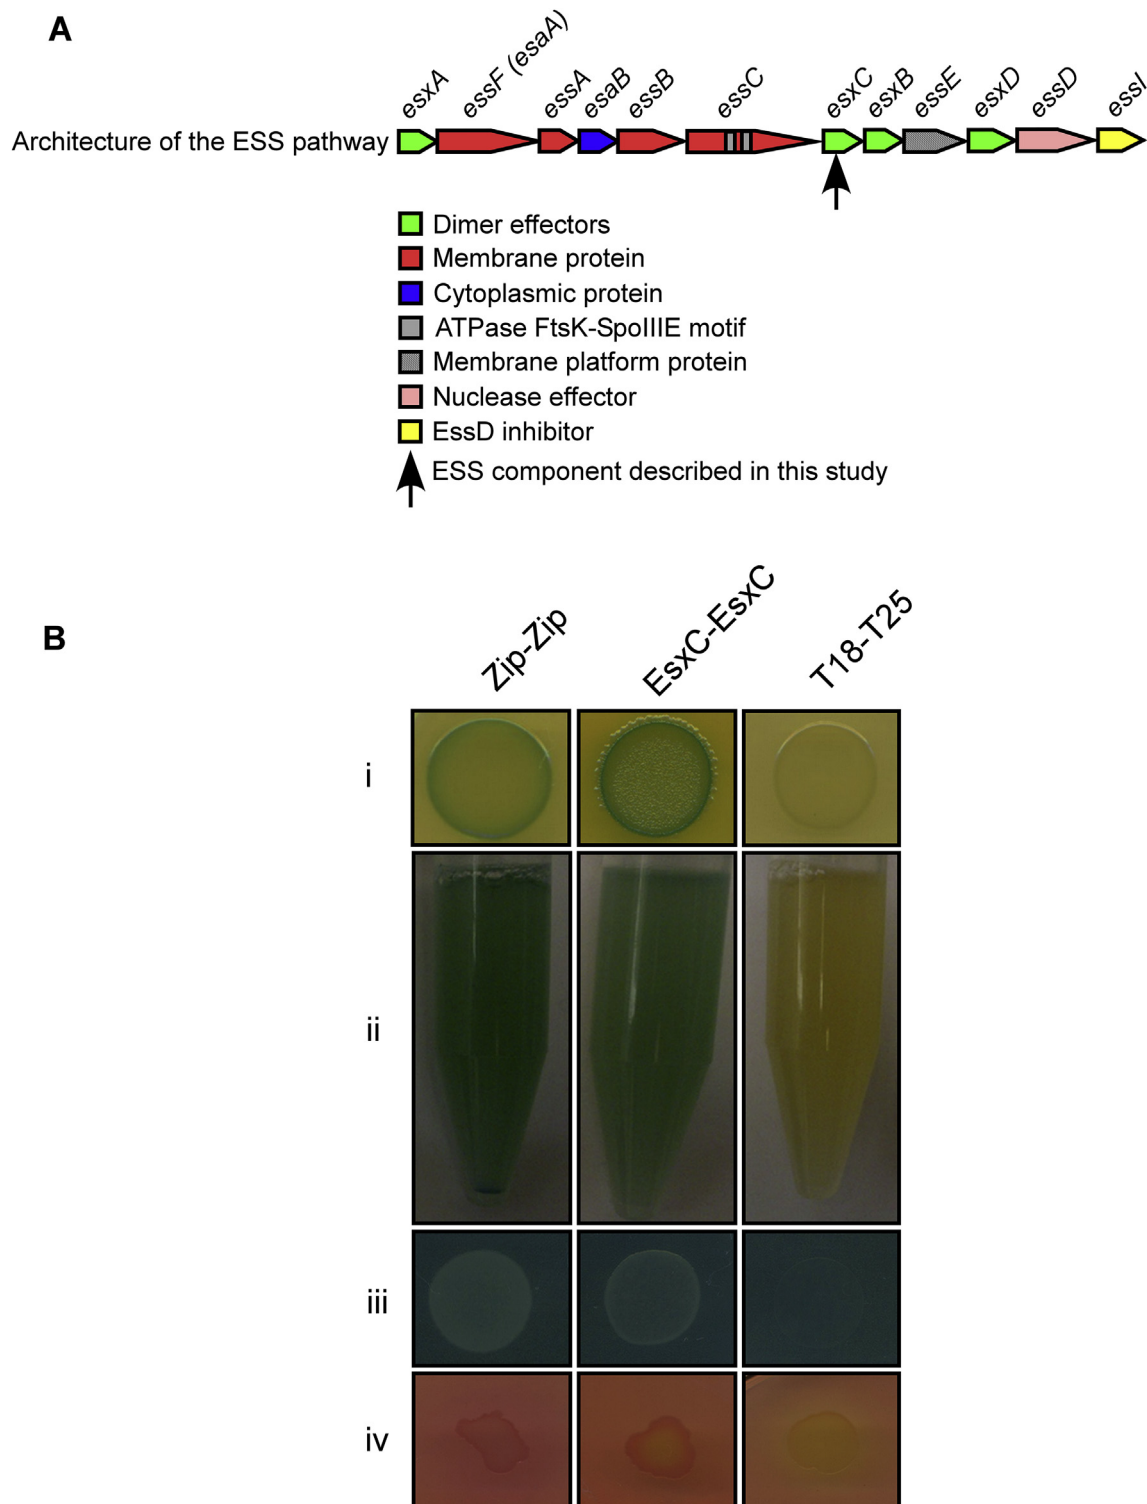 A
esxA essF (esaA) essA esaB essB essC esxC esxB essE esxD essD essI
Architecture of the ESS pathway
Dimer effectors
Membrane protein
Cytoplasmic protein
ATPase FtsK-SpoIIIE motif
Membrane platform protein
Nuclease effector
EssD inhibitor
ESS component described in this study
B
Zip-Zip EsxC-EsxC T18-T25
i
ii
iii
iv